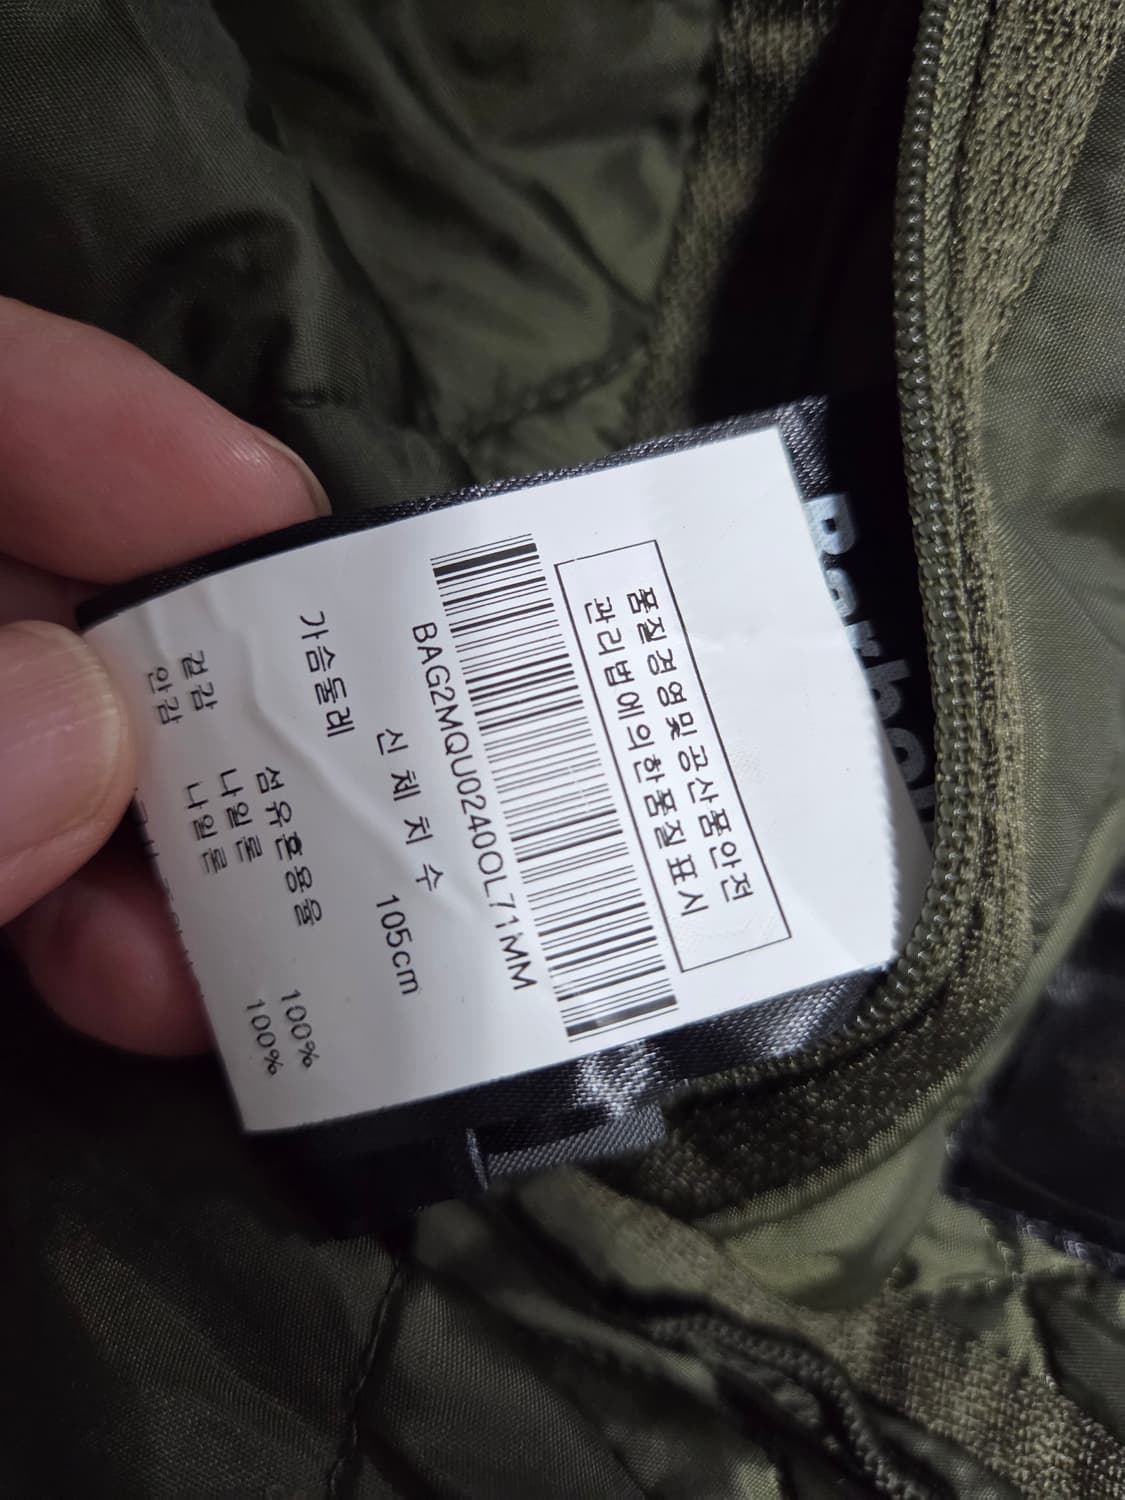 Barbour
품질경영및공산품안전
관리법에의한품질표시
BAG2MQU0240OL71MM
신체치수
가슴둘레 105cm
섬유혼용율
겉감 나일론 100%
안감 나일론 100%